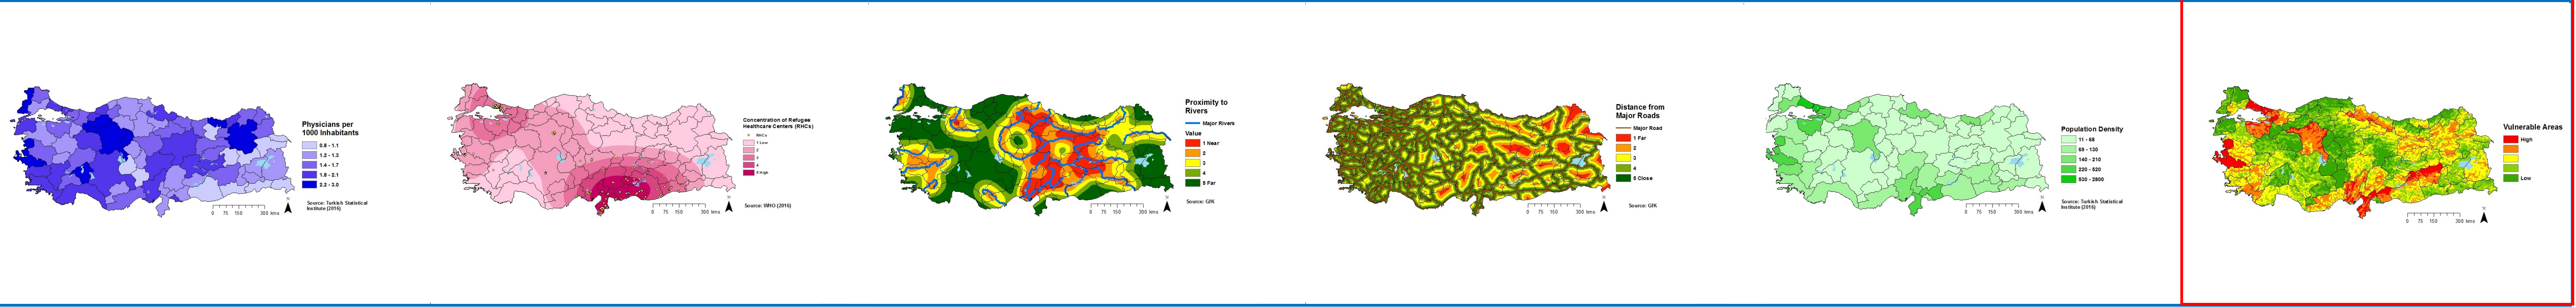 Physicians per
1000 Inhabitants
0.8 - 1.1
1.2 - 1.3
1.4 - 1.7
1.8 - 2.1
2.2 - 3.0
Source: Turkish Statistical
Institute (2016)
0 75 150 300 kms
N
Concentration of Refugee
Healthcare Centers (RHCs)
RHCs
1 Low
2
3
4
5 High
Source: WHO (2016)
0 75 150 300 kms
N
Proximity to
Rivers
Major Rivers
Value
1 Near
2
3
4
5 Far
Source: GfK
0 75 150 300 kms
N
Distance from
Major Roads
Major Road
1 Far
2
3
4
5 Close
Source: GfK
0 75 150 300 kms
N
Population Density
11 - 68
69 - 130
140 - 210
220 - 520
530 - 2800
Source: Turkish Statistical
Institute (2016)
0 75 150 300 kms
N
Vulnerable Areas
High
Low
0 75 150 300 kms
N